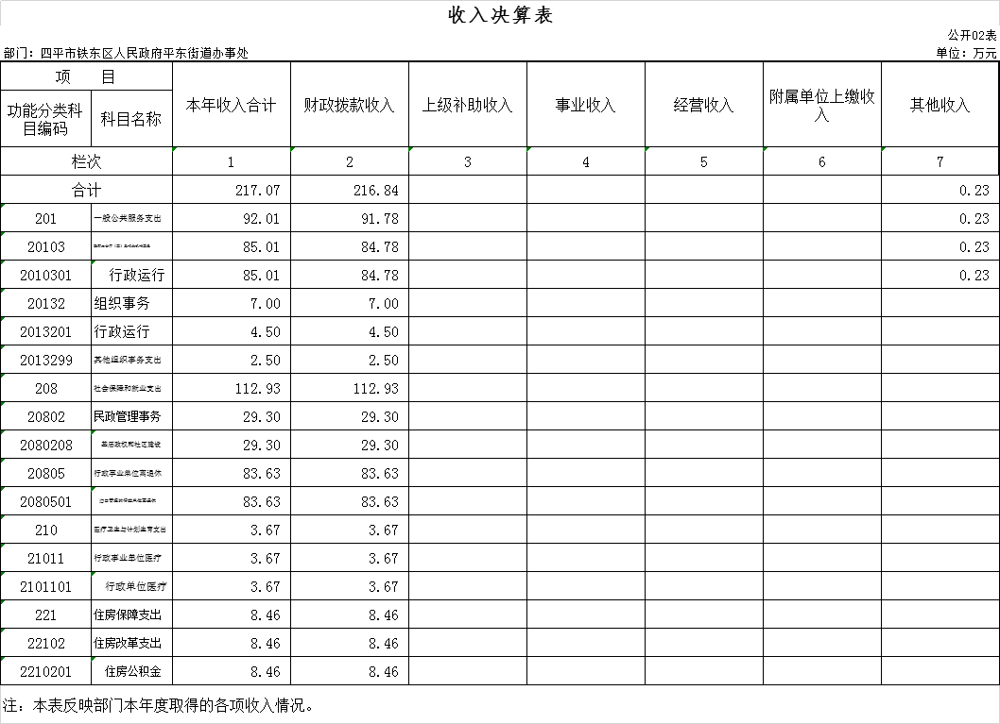 收入决算表
公开02表
部门：四平市铁东区人民政府平东街道办事处 单位：万元
项 目 本年收入合计 财政拨款收入 上级补助收入 事业收入 经营收入 附属单位上缴收入 其他收入
功能分类科目编码 科目名称
栏次 1 2 3 4 5 6 7
合计 217.07 216.84 0.23
201 一般公共服务支出 92.01 91.78 0.23
20103 85.01 84.78 0.23
2010301 行政运行 85.01 84.78 0.23
20132 组织事务 7.00 7.00
2013201 行政运行 4.50 4.50
2013299 其他组织事务支出 2.50 2.50
208 社会保障和就业支出 112.93 112.93
20802 民政管理事务 29.30 29.30
2080208 基层政权和社区建设 29.30 29.30
20805 行政事业单位离退休 83.63 83.63
2080501 83.63 83.63
210 医疗卫生与计划生育支出 3.67 3.67
21011 行政事业单位医疗 3.67 3.67
2101101 行政单位医疗 3.67 3.67
221 住房保障支出 8.46 8.46
22102 住房改革支出 8.46 8.46
2210201 住房公积金 8.46 8.46
注：本表反映部门本年度取得的各项收入情况。